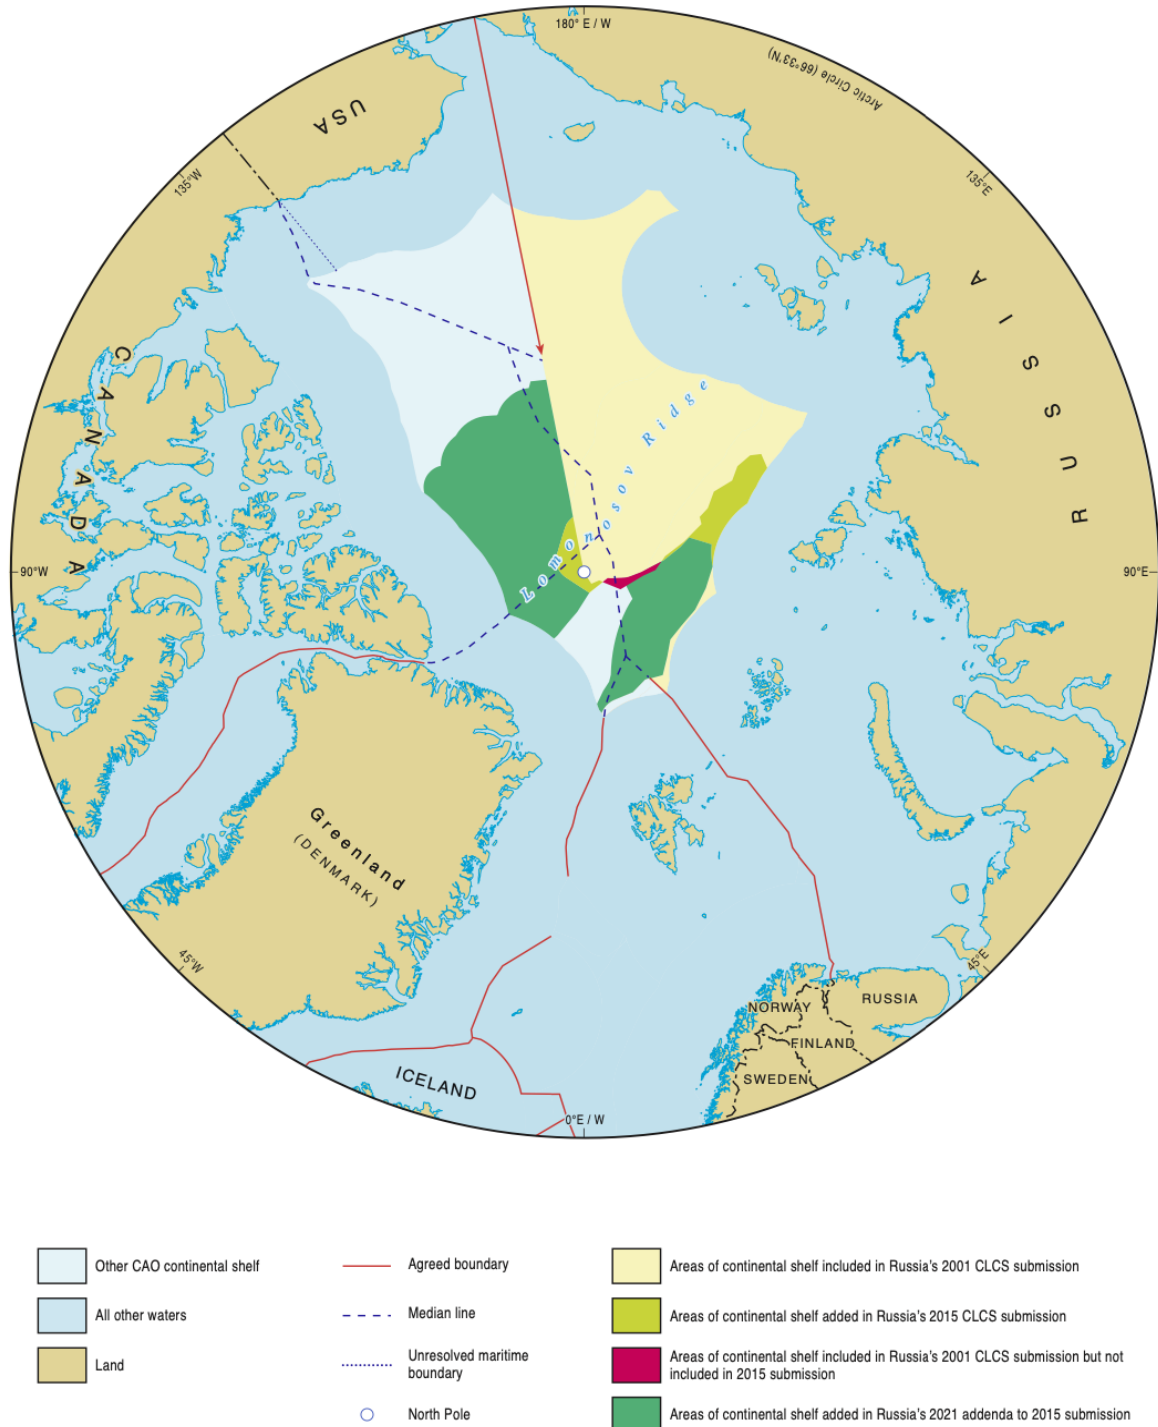 180° E / W
Arctic Circle (66°33'N)
USA
135°W
135°E
RUSSIA
CANADA
Lomonosov Ridge
90°W
90°E
Greenland
(DENMARK)
45°W
45°E
NORWAY
RUSSIA
FINLAND
SWEDEN
ICELAND
0°E / W
Other CAO continental shelf
All other waters
Land
Agreed boundary
Median line
Unresolved maritime
boundary
North Pole
Areas of continental shelf included in Russia's 2001 CLCS submission
Areas of continental shelf added in Russia's 2015 CLCS submission
Areas of continental shelf included in Russia's 2001 CLCS submission but not
included in 2015 submission
Areas of continental shelf added in Russia's 2021 addenda to 2015 submission